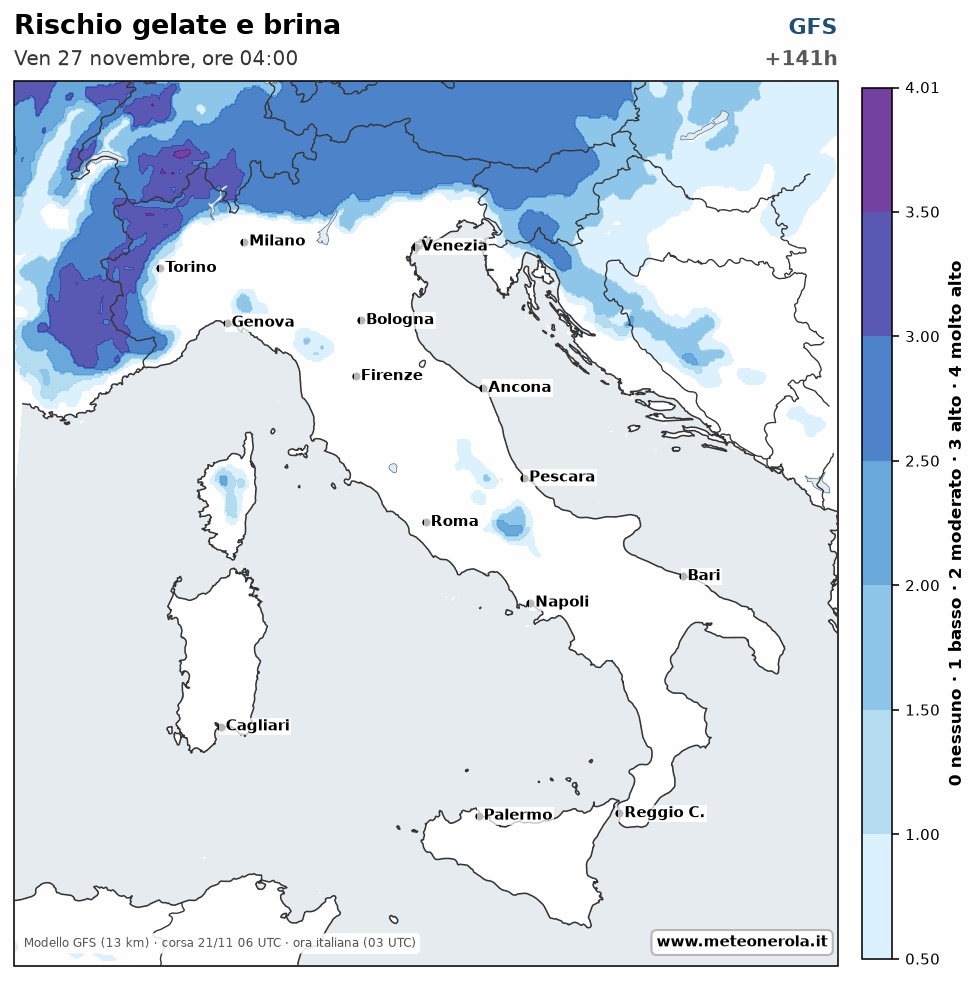 Rischio gelate e brina
GFS
Ven 27 novembre, ore 04:00
+141h
4.01
3.50
3.00
2.50
2.00
1.50
1.00
0.50
0 nessuno · 1 basso · 2 moderato · 3 alto · 4 molto alto
Milano
Venezia
Torino
Genova
Bologna
Firenze
Ancona
Pescara
Roma
Bari
Napoli
Cagliari
Palermo
Reggio C.
Modello GFS (13 km) · corsa 21/11 06 UTC · ora italiana (03 UTC)
www.meteonerola.it